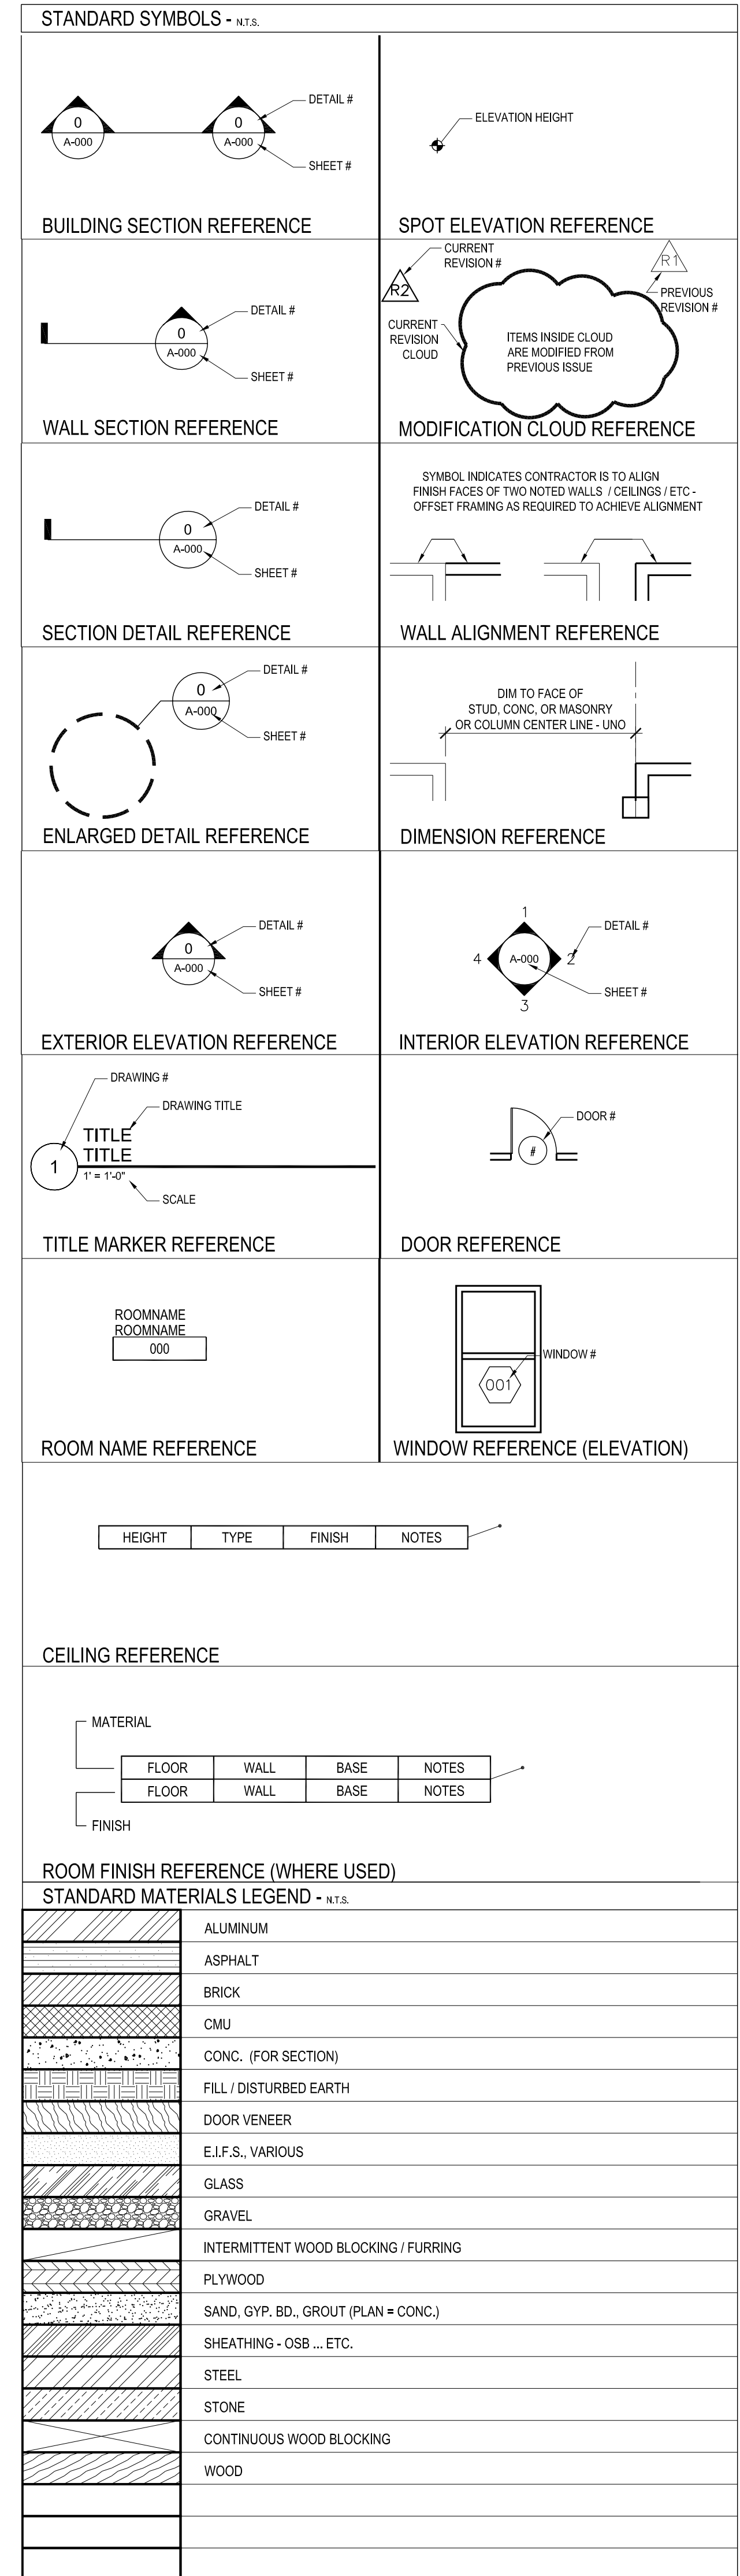 STANDARD SYMBOLS - N.T.S.
0
A-000
0
A-000
DETAIL #
SHEET #
BUILDING SECTION REFERENCE
ELEVATION HEIGHT
SPOT ELEVATION REFERENCE
0
A-000
DETAIL #
SHEET #
WALL SECTION REFERENCE
CURRENT
REVISION #
R2
R1
PREVIOUS
REVISION #
CURRENT
REVISION
CLOUD
ITEMS INSIDE CLOUD
ARE MODIFIED FROM
PREVIOUS ISSUE
MODIFICATION CLOUD REFERENCE
0
A-000
DETAIL #
SHEET #
SECTION DETAIL REFERENCE
SYMBOL INDICATES CONTRACTOR IS TO ALIGN
FINISH FACES OF TWO NOTED WALLS / CEILINGS / ETC -
OFFSET FRAMING AS REQUIRED TO ACHIEVE ALIGNMENT
WALL ALIGNMENT REFERENCE
0
A-000
DETAIL #
SHEET #
ENLARGED DETAIL REFERENCE
DIM TO FACE OF
STUD, CONC, OR MASONRY
OR COLUMN CENTER LINE - UNO
DIMENSION REFERENCE
0
A-000
DETAIL #
SHEET #
EXTERIOR ELEVATION REFERENCE
1
4
A-000
2
3
DETAIL #
SHEET #
INTERIOR ELEVATION REFERENCE
DRAWING #
DRAWING TITLE
TITLE
TITLE
1
1' = 1'-0"
SCALE
TITLE MARKER REFERENCE
DOOR #
#
DOOR REFERENCE
ROOMNAME
ROOMNAME
000
ROOM NAME REFERENCE
WINDOW #
001
WINDOW REFERENCE (ELEVATION)
HEIGHT TYPE FINISH NOTES
CEILING REFERENCE
MATERIAL
FLOOR WALL BASE NOTES
FLOOR WALL BASE NOTES
FINISH
ROOM FINISH REFERENCE (WHERE USED)
STANDARD MATERIALS LEGEND - N.T.S.
ALUMINUM
ASPHALT
BRICK
CMU
CONC. (FOR SECTION)
FILL / DISTURBED EARTH
DOOR VENEER
E.I.F.S., VARIOUS
GLASS
GRAVEL
INTERMITTENT WOOD BLOCKING / FURRING
PLYWOOD
SAND, GYP. BD., GROUT (PLAN = CONC.)
SHEATHING - OSB ... ETC.
STEEL
STONE
CONTINUOUS WOOD BLOCKING
WOOD